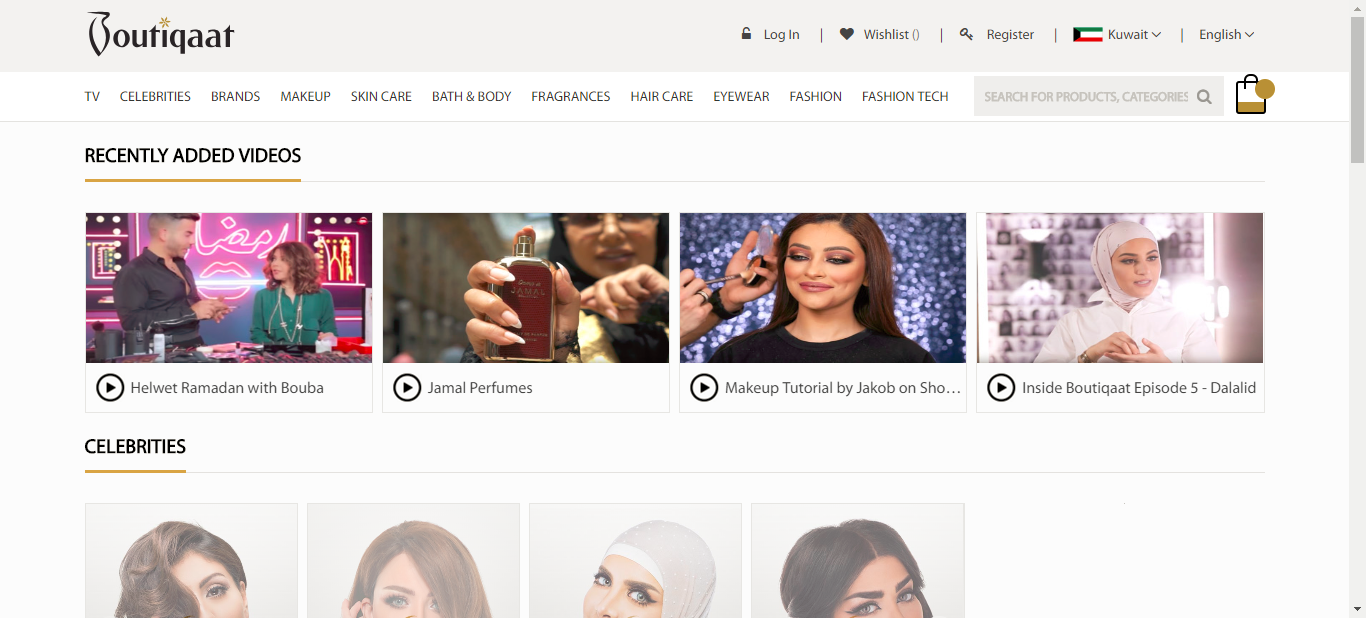 Boutiqaat
Log In | Wishlist () | Register | Kuwait | English
TV CELEBRITIES BRANDS MAKEUP SKIN CARE BATH & BODY FRAGRANCES HAIR CARE EYEWEAR FASHION FASHION TECH SEARCH FOR PRODUCTS, CATEGORIES
RECENTLY ADDED VIDEOS
رمضان
JAMAL
Helwet Ramadan with Bouba
Jamal Perfumes
Makeup Tutorial by Jakob on Sho...
Inside Boutiqaat Episode 5 - Dalalid
CELEBRITIES